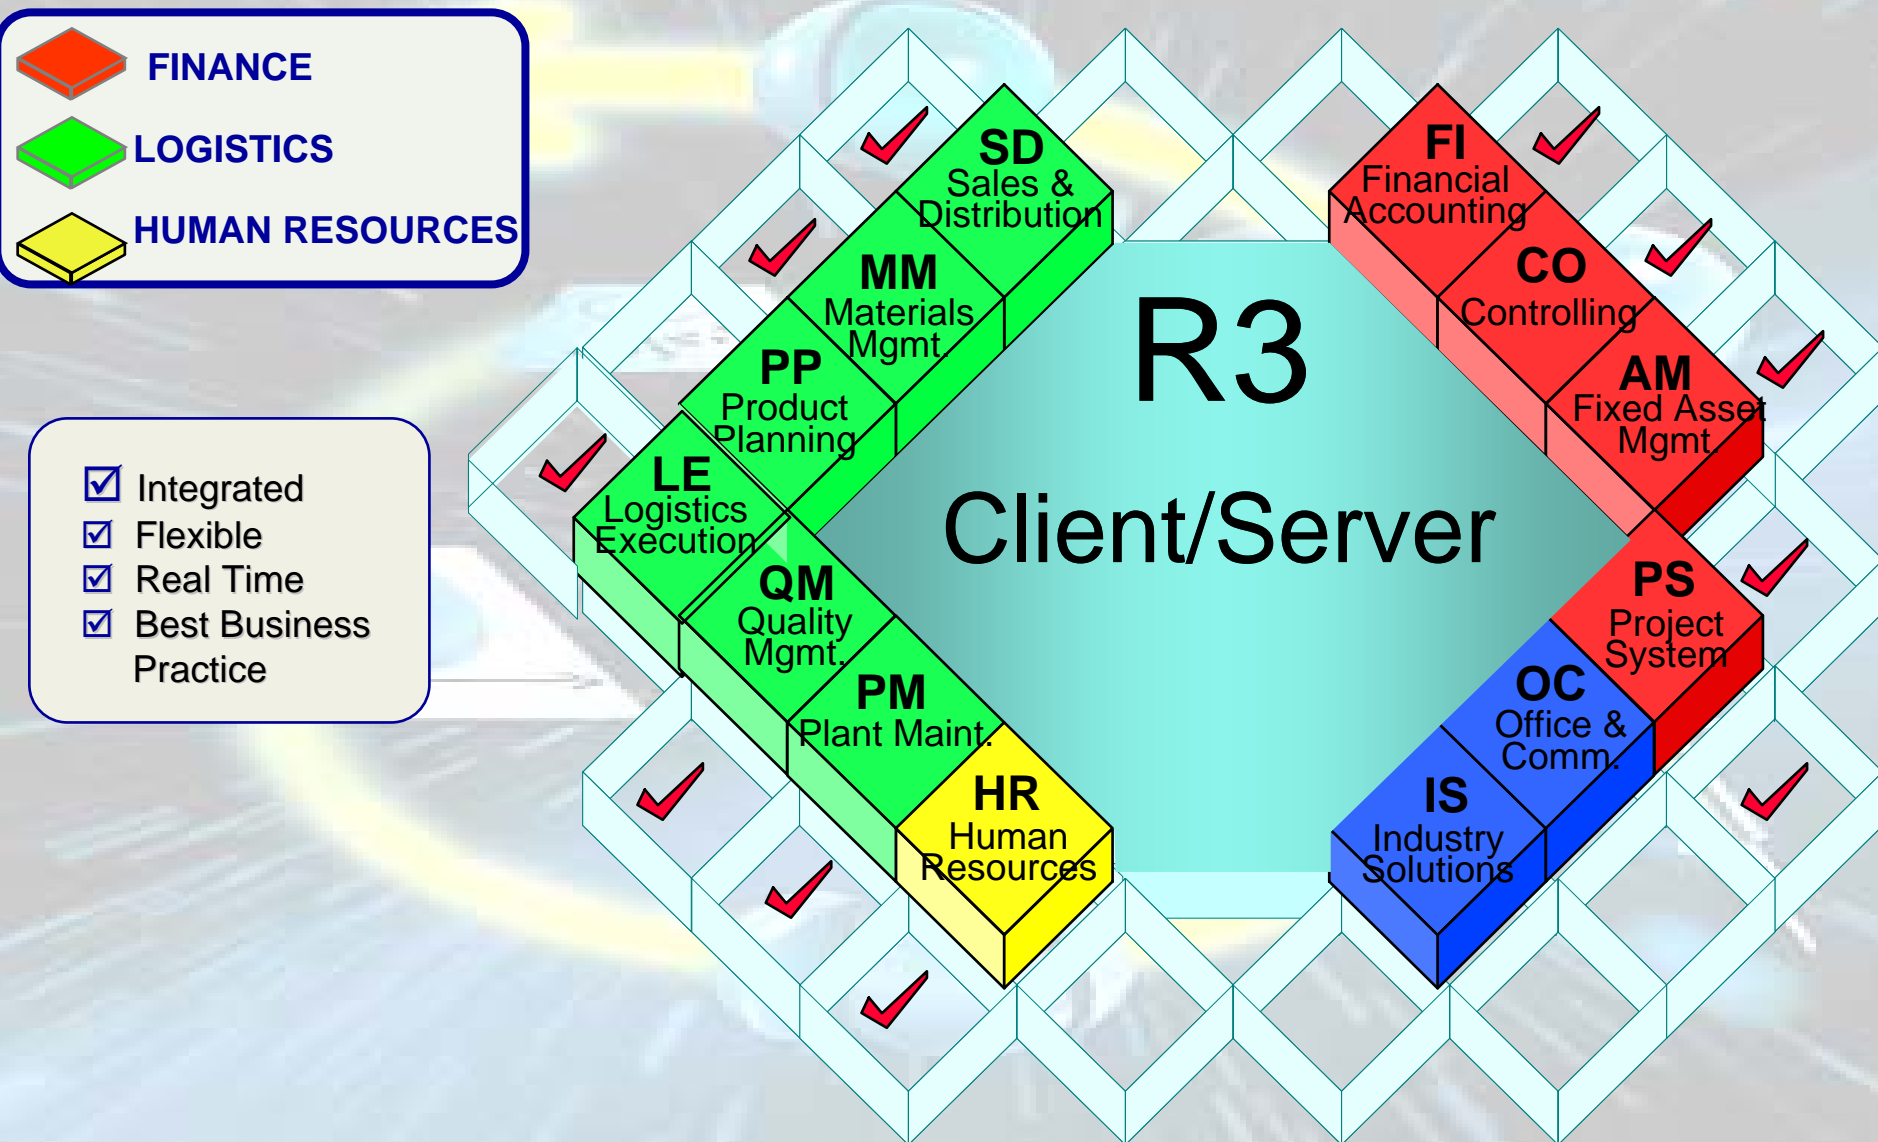 FINANCE
LOGISTICS
HUMAN RESOURCES
Integrated
Flexible
Real Time
Best Business
Practice
SD
Sales &
Distribution
MM
Materials
Mgmt.
PP
Product
Planning
LE
Logistics
Execution
QM
Quality
Mgmt.
PM
Plant Maint.
HR
Human
Resources
R3
Client/Server
FI
Financial
Accounting
CO
Controlling
AM
Fixed Asset
Mgmt.
PS
Project
System
OC
Office &
Comm.
IS
Industry
Solutions